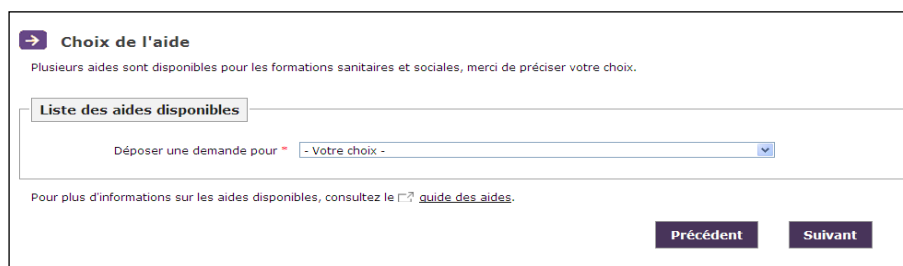 Choix de l'aide
Plusieurs aides sont disponibles pour les formations sanitaires et sociales, merci de préciser votre choix.
Liste des aides disponibles
Déposer une demande pour * - Votre choix -
Pour plus d'informations sur les aides disponibles, consultez le guide des aides.
Précédent Suivant